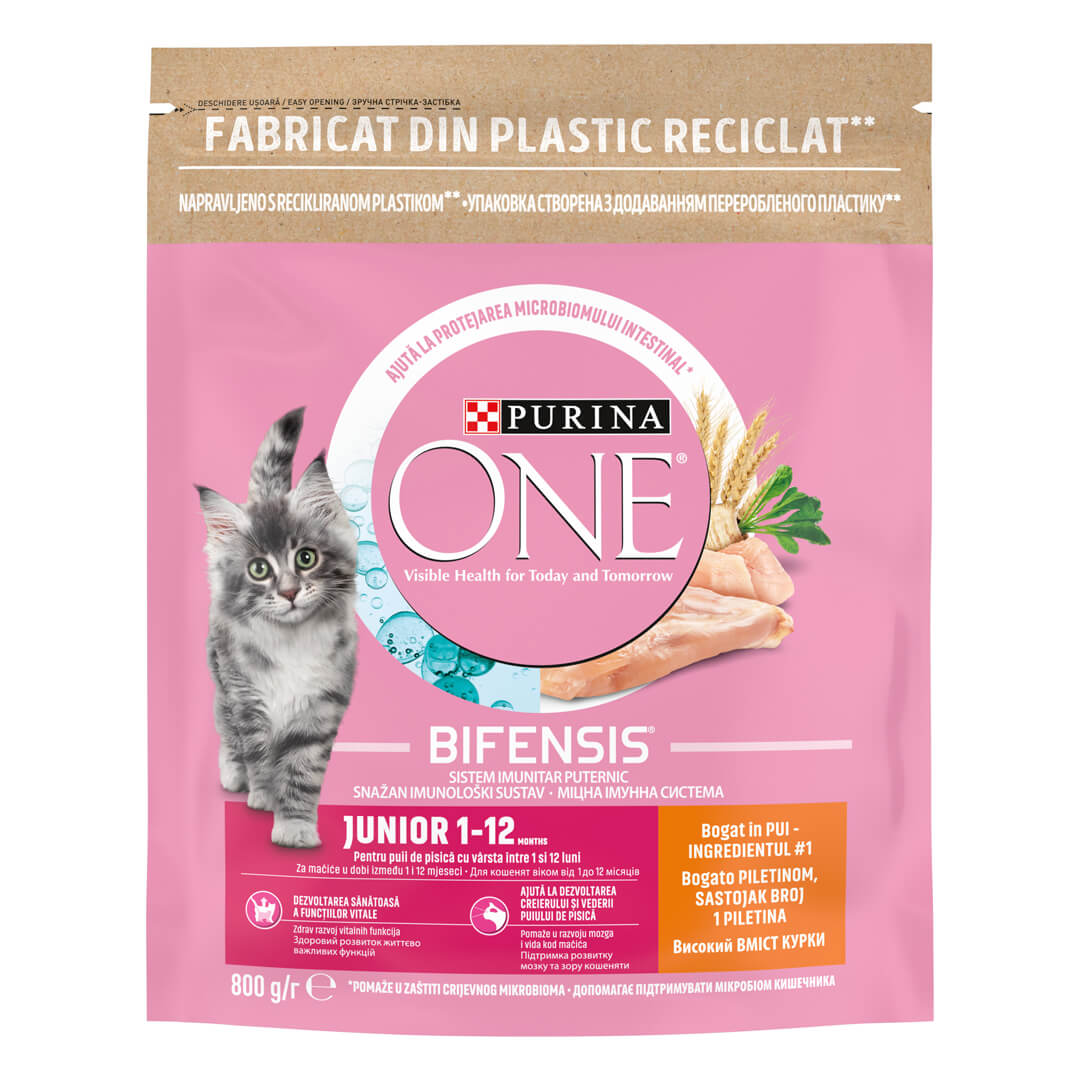 DESCHIDERE UȘOARĂ / EASY OPENING / ЗРУЧНА СТРІЧКА-ЗАСТІБКА
FABRICAT DIN PLASTIC RECICLAT**
NAPRAVLJENO S RECIKLIRANOM PLASTIKOM** • УПАКОВКА СТВОРЕНА З ДОДАВАННЯМ ПЕРЕРОБЛЕНОГО ПЛАСТИКУ**
AJUTĂ LA PROTEJAREA MICROBIOMULUI INTESTINAL*
PURINA
ONE®
Visible Health for Today and Tomorrow
BIFENSIS®
SISTEM IMUNITAR PUTERNIC
SNAŽAN IMUNOLOŠKI SUSTAV • МІЦНА ІМУННА СИСТЕМА
JUNIOR 1-12 MONTHS
Pentru puii de pisică cu vârsta între 1 si 12 luni
Za mačiće u dobi između 1 i 12 mjeseci • Для кошенят віком від 1 до 12 місяців
DEZVOLTAREA SĂNĂTOASĂ
A FUNCȚIILOR VITALE
Zdrav razvoj vitalnih funkcija
Здоровий розвиток життєво
важливих функцій
AJUTĂ LA DEZVOLTAREA
CREIERULUI ȘI VEDERII
PUIULUI DE PISICĂ
Pomaže u razvoju mozga
i vida kod mačića
Підтримка розвитку
мозку та зору кошеняти
Bogat in PUI -
INGREDIENTUL #1
Bogato PILETINOM,
SASTOJAK BROJ
1 PILETINA
Високий ВМІСТ КУРКИ
800 g/г ℮
*POMAŽE U ZAŠTITI CRIJEVNOG MIKROBIOMA • ДОПОМАГАЄ ПІДТРИМУВАТИ МІКРОБІОМ КИШЕЧНИКА